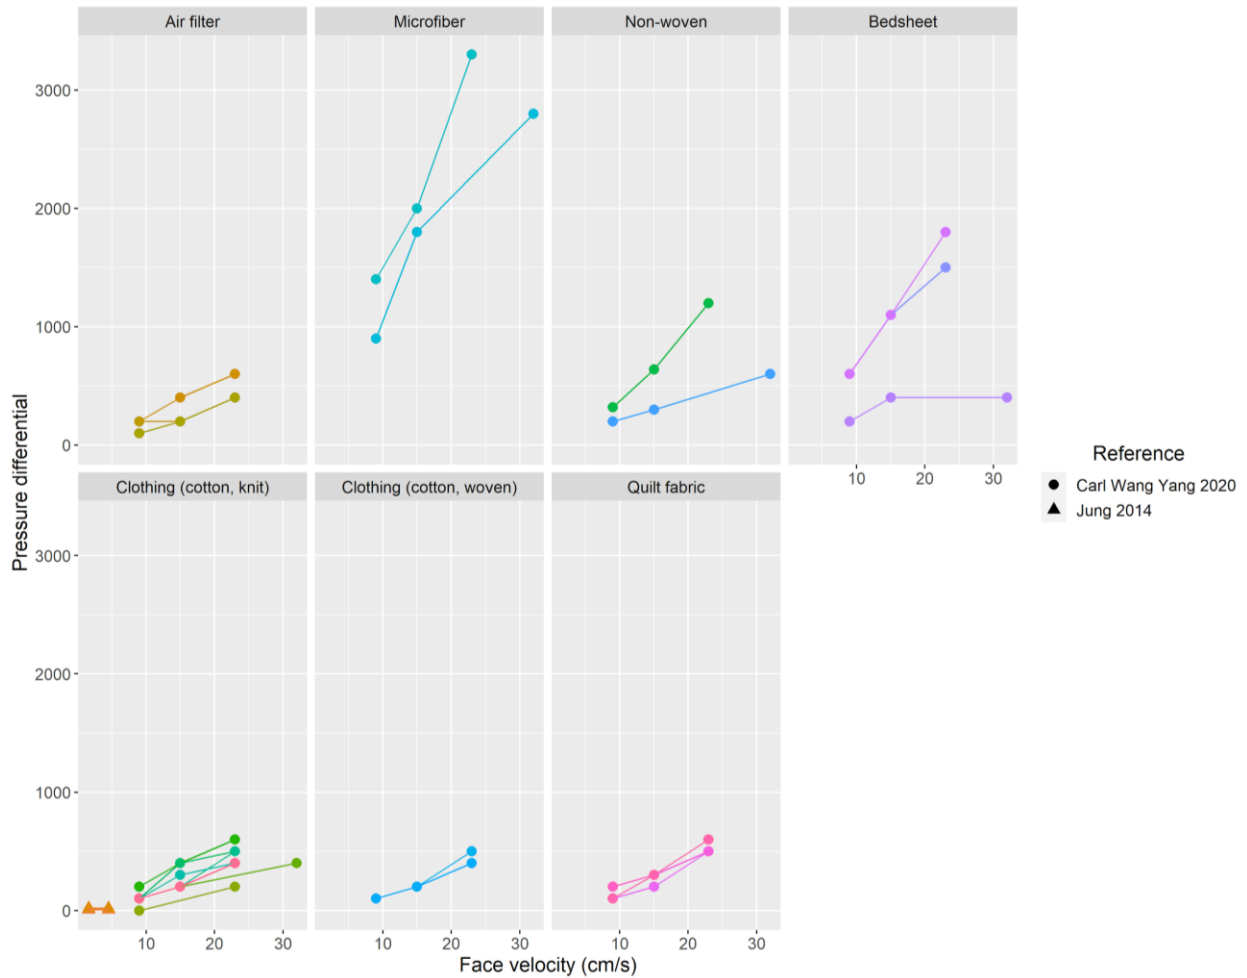 Air filter
Microfiber
Non-woven
Bedsheet
3000
2000
1000
0
10
20
30
Pressure differential
Clothing (cotton, knit)
Clothing (cotton, woven)
Quilt fabric
3000
2000
1000
0
10
20
30
10
20
30
10
20
30
Face velocity (cm/s)
Reference
Carl Wang Yang 2020
Jung 2014